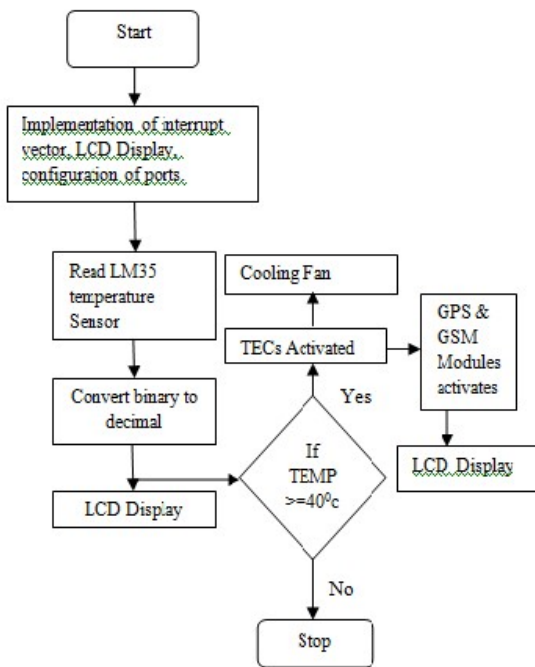 Start
Implementation of interrupt
vector, LCD Display,
configuration of ports.
Read LM35
temperature
Sensor
Cooling Fan
GPS &
GSM
Modules
activates
TECs Activated
Convert binary to
decimal
Yes
If
TEMP
>=40⁰c
LCD Display
LCD Display
No
Stop